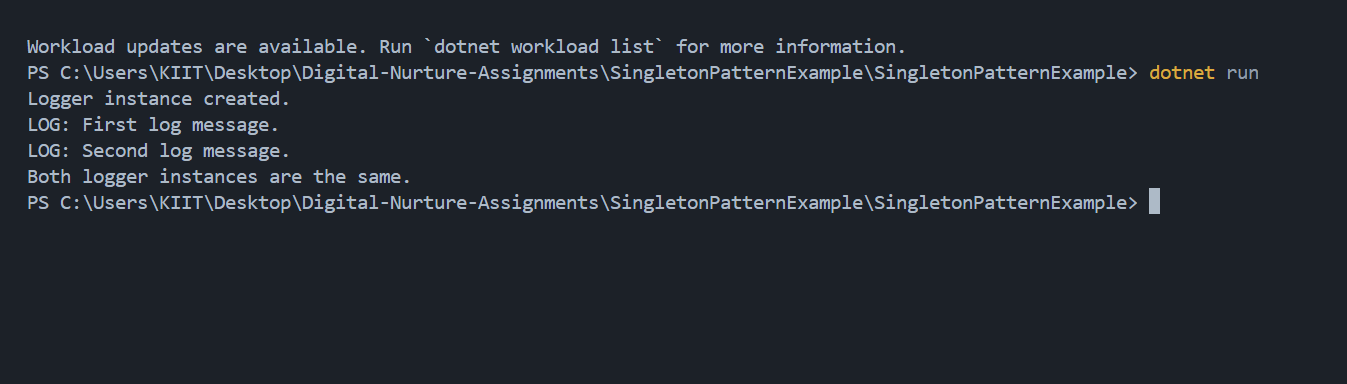 Workload updates are available. Run `dotnet workload list` for more information.
PS C:\Users\KIIT\Desktop\Digital-Nurture-Assignments\SingletonPatternExample\SingletonPatternExample> dotnet run
Logger instance created.
LOG: First log message.
LOG: Second log message.
Both logger instances are the same.
PS C:\Users\KIIT\Desktop\Digital-Nurture-Assignments\SingletonPatternExample\SingletonPatternExample>